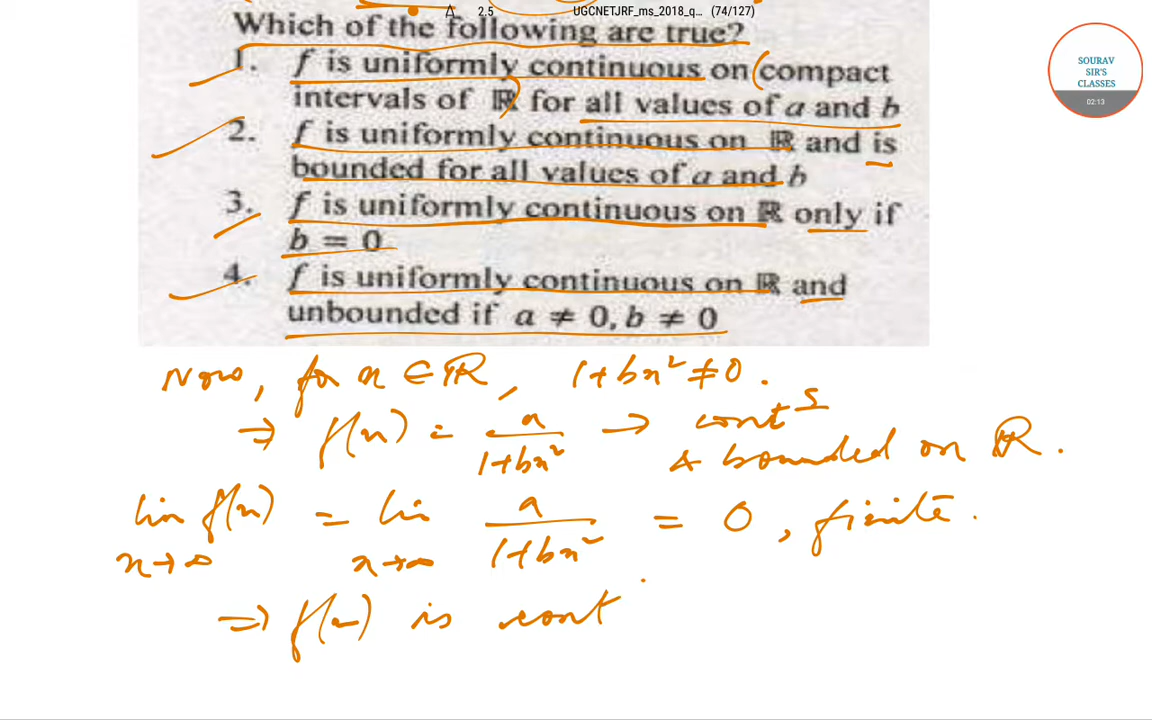 2.5 UGCNETJRF_ms_2018_q... (74/127)
Which of the following are true?
1. f is uniformly continuous on (compact
intervals of ℝ) for all values of a and b
2. f is uniformly continuous on ℝ and is
bounded for all values of a and b
3. f is uniformly continuous on ℝ only if
b = 0
4. f is uniformly continuous on ℝ and
unbounded if a ≠ 0, b ≠ 0
SOURAV
SIR'S
CLASSES
02:13
Now, for x ∈ ℝ, 1+bx² ≠ 0.
⇒ f(x) = a/(1+bx²) → cont^s
& bounded on ℝ.
lim x→∞ f(x) = lim x→∞ a/(1+bx²) = 0, finite.
⇒ f(x) is cont